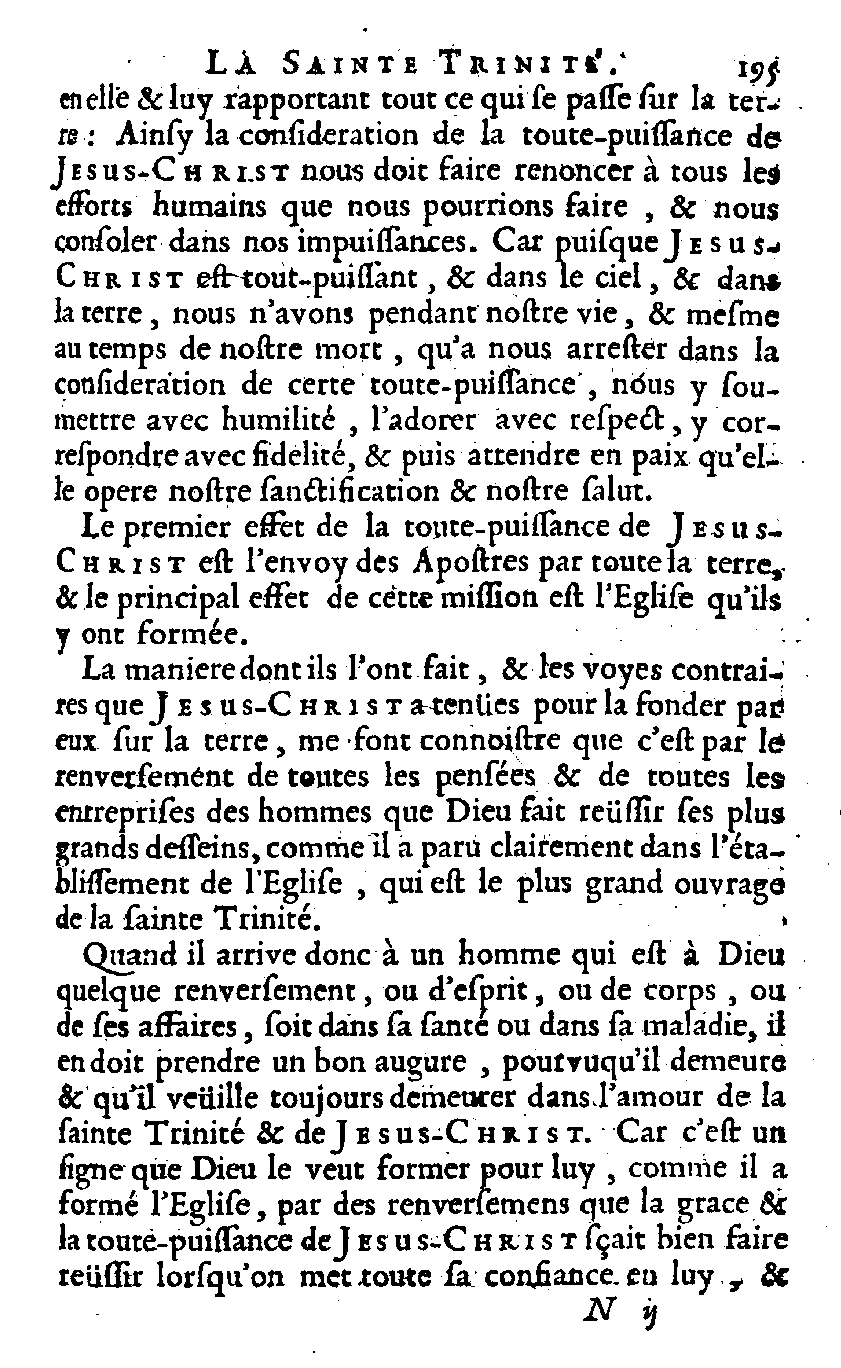 LA SAINTE TRINITÉ. 195
en elle & luy rapportant tout ce qui ſe paſſe ſur la ter-
re : Ainſy la conſideration de la toute-puiſſance de
JESUS-CHRIST nous doit faire renoncer à tous les
efforts humains que nous pourrions faire , & nous
conſoler dans nos impuiſſances. Car puiſque JESUS-
CHRIST eſt tout-puiſſant , & dans le ciel , & dans
la terre , nous n'avons pendant noſtre vie , & meſme
au temps de noſtre mort , qu'a nous arreſter dans la
conſideration de cette toute-puiſſance , nous y ſou-
mettre avec humilité , l'adorer avec reſpect , y cor-
reſpondre avec fidelité, & puis attendre en paix qu'el-
le opere noſtre ſanctification & noſtre ſalut.
Le premier effet de la toute-puiſſance de JESUS-
CHRIST eſt l'envoy des Apoſtres par toute la terre,
& le principal effet de cette miſſion eſt l'Egliſe qu'ils
y ont formée.
La maniere dont ils l'ont fait , & les voyes contrai-
res que JESUS-CHRIST a tenües pour la fonder par
eux ſur la terre , me font connoiſtre que c'eſt par le
renverſement de toutes les penſées & de toutes les
entrepriſes des hommes que Dieu fait reüſſir ſes plus
grands deſſeins, comme il a paru clairement dans l'éta-
bliſſement de l'Egliſe , qui eſt le plus grand ouvrage
de la ſainte Trinité.
Quand il arrive donc à un homme qui eſt à Dieu
quelque renverſement , ou d'eſprit , ou de corps , ou
de ſes affaires , ſoit dans ſa ſanté ou dans ſa maladie, il
en doit prendre un bon augure , pourvuqu'il demeure
& qu'il veüille toujours demeurer dans l'amour de la
ſainte Trinité & de JESUS-CHRIST. Car c'eſt un
ſigne que Dieu le veut former pour luy , comme il a
formé l'Egliſe , par des renverſemens que la grace &
la toute-puiſſance de JESUS-CHRIST ſçait bien faire
reüſſir lorſqu'on met toute ſa confiance en luy , &
N ij